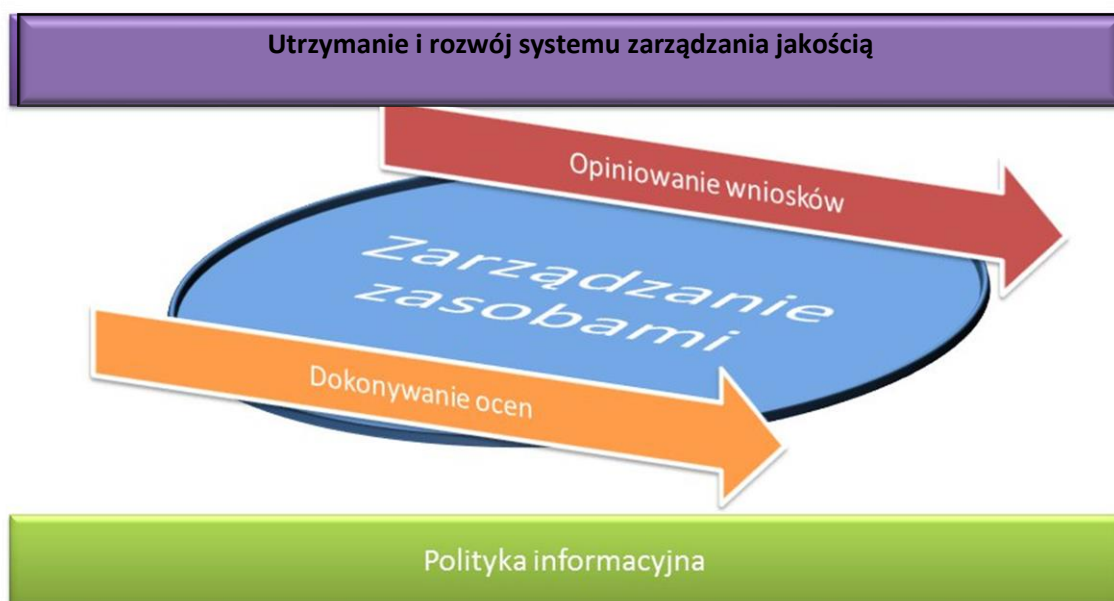 Utrzymanie i rozwój systemu zarządzania jakością
Opiniowanie wniosków
Zarządzanie
zasobami
Dokonywanie ocen
Polityka informacyjna